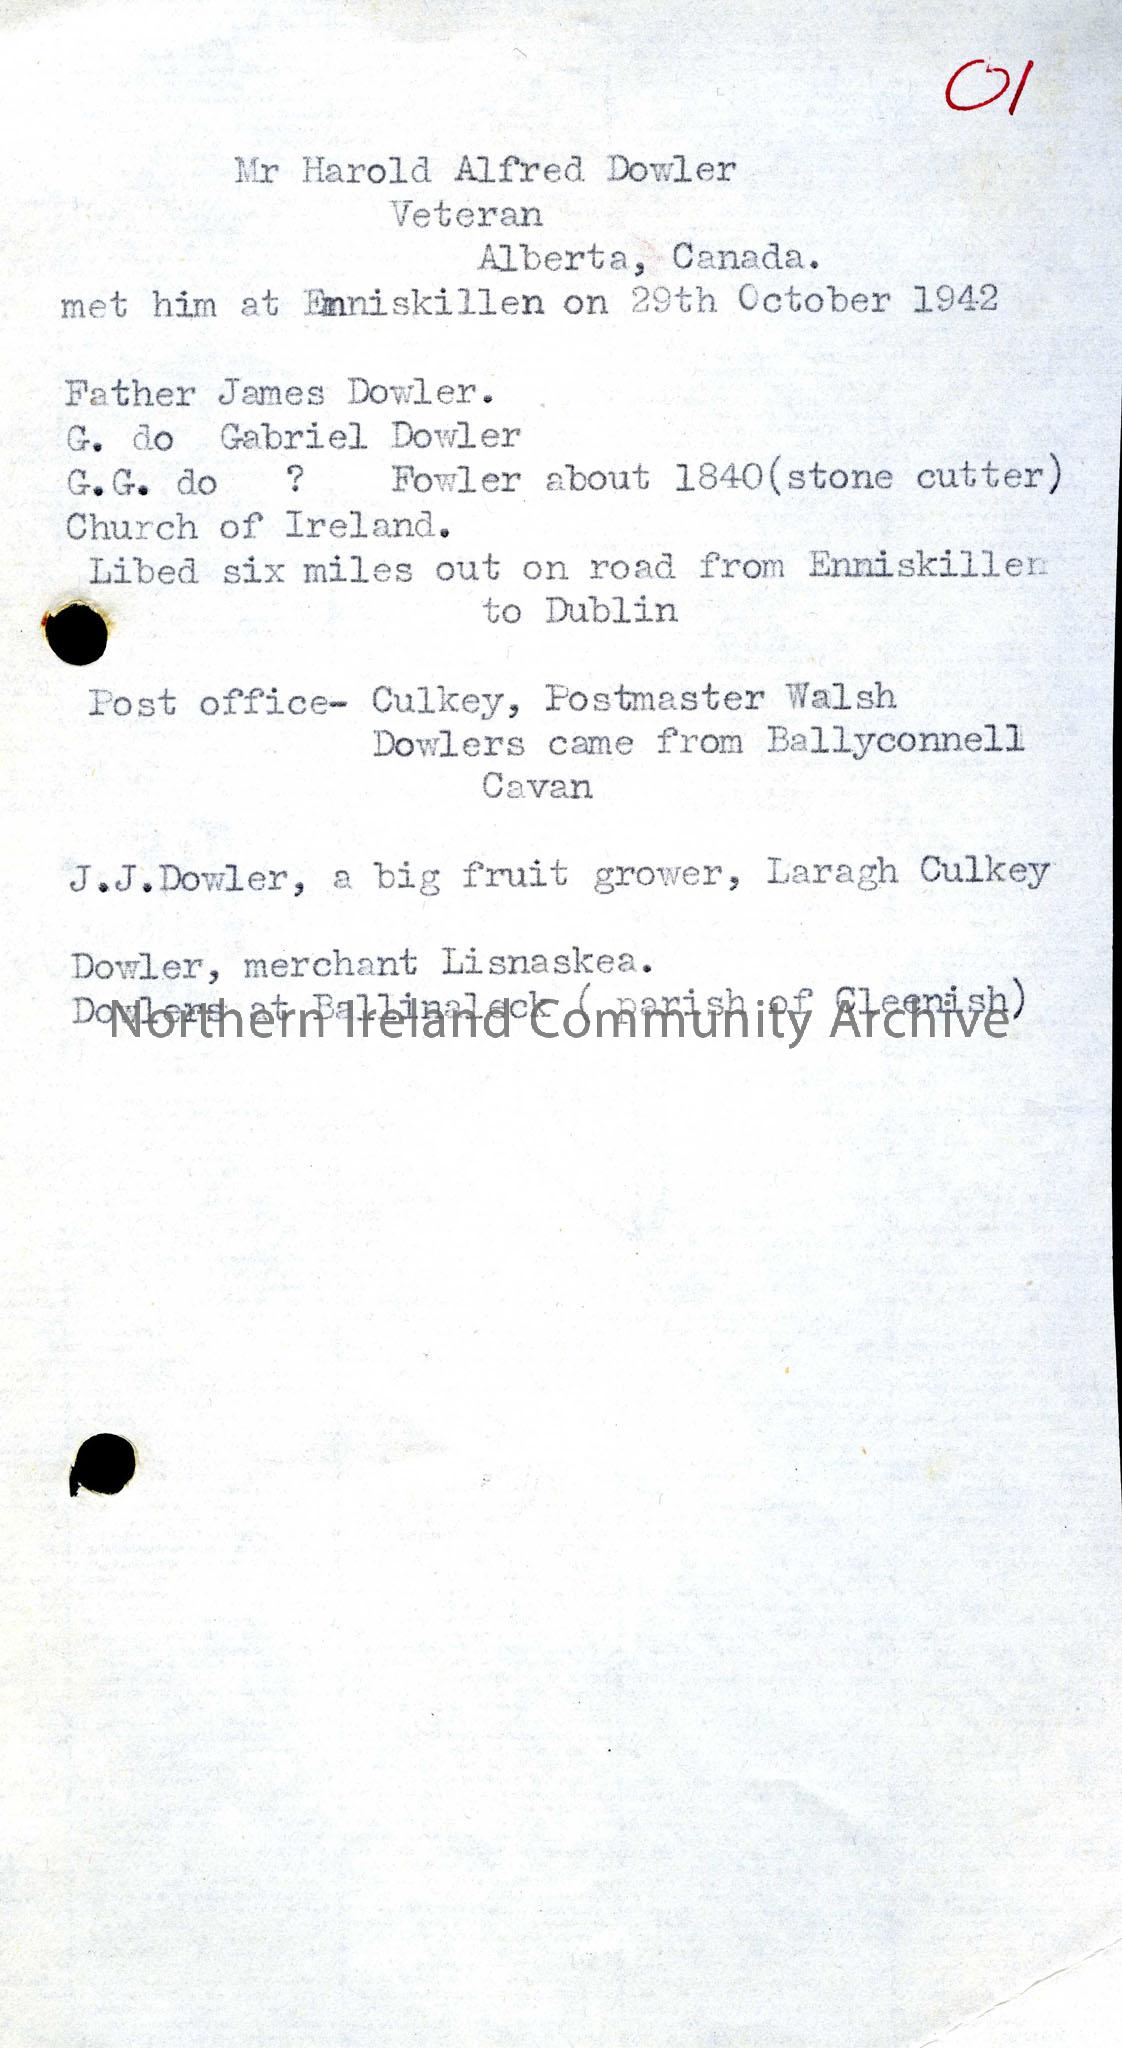 01
Mr Harold Alfred Dowler
Veteran
Alberta, Canada.
met him at Enniskillen on 29th October 1942
Father James Dowler.
G. do Gabriel Dowler
G.G. do ? Fowler about 1840(stone cutter)
Church of Ireland.
Libed six miles out on road from Enniskillen
to Dublin
Post office- Culkey, Postmaster Walsh
Dowlers came from Ballyconnell
Cavan
J.J.Dowler, a big fruit grower, Laragh Culkey
Dowler, merchant Lisnaskea.
Dowlers at Ballinaleck ( parish of Cleenish)
Northern Ireland Community Archive